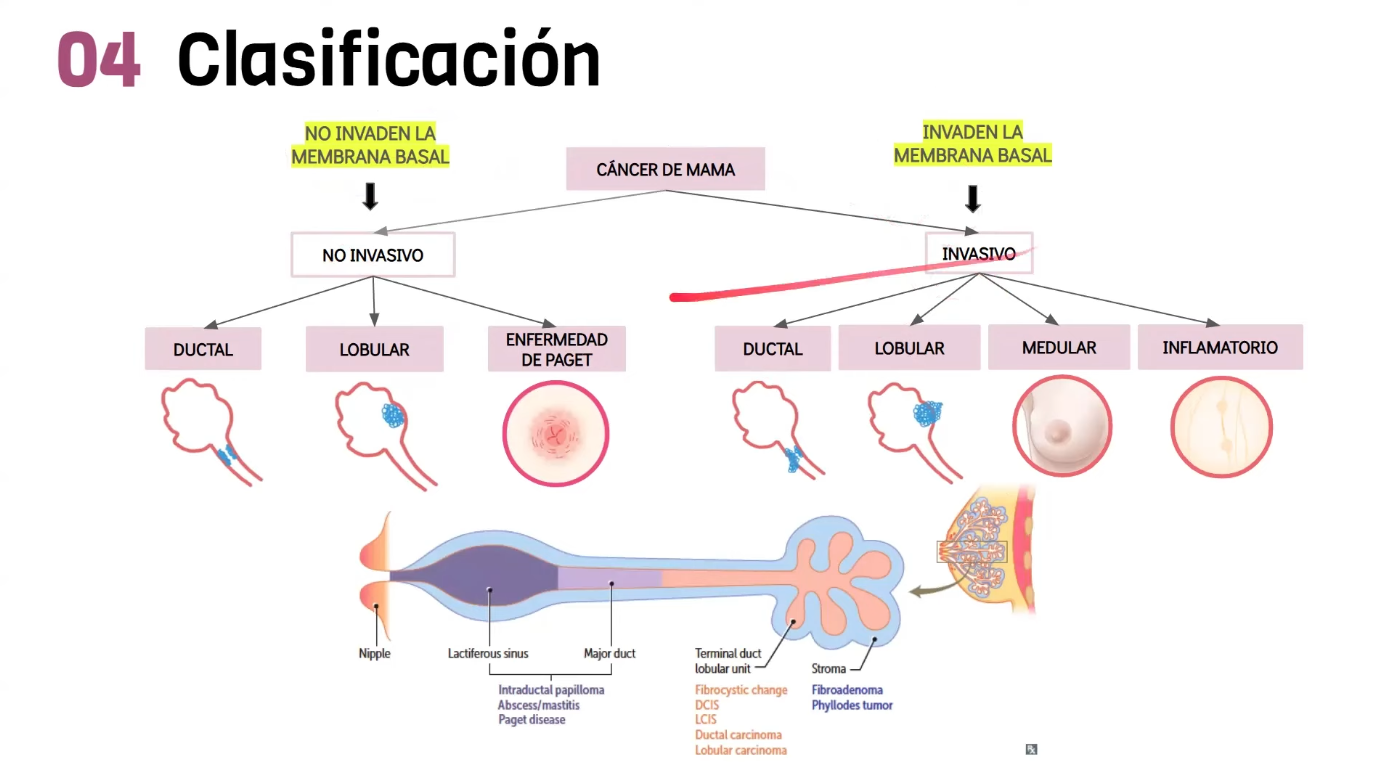 04 Clasificación
NO INVADEN LA
MEMBRANA BASAL
INVADEN LA
MEMBRANA BASAL
CÁNCER DE MAMA
NO INVASIVO
INVASIVO
DUCTAL
LOBULAR
ENFERMEDAD
DE PAGET
DUCTAL
LOBULAR
MEDULAR
INFLAMATORIO
Nipple
Lactiferous sinus
Major duct
Terminal duct
lobular unit
Stroma
Intraductal papilloma
Abscess/mastitis
Paget disease
Fibrocystic change
DCIS
LCIS
Ductal carcinoma
Lobular carcinoma
Fibroadenoma
Phyllodes tumor
℞